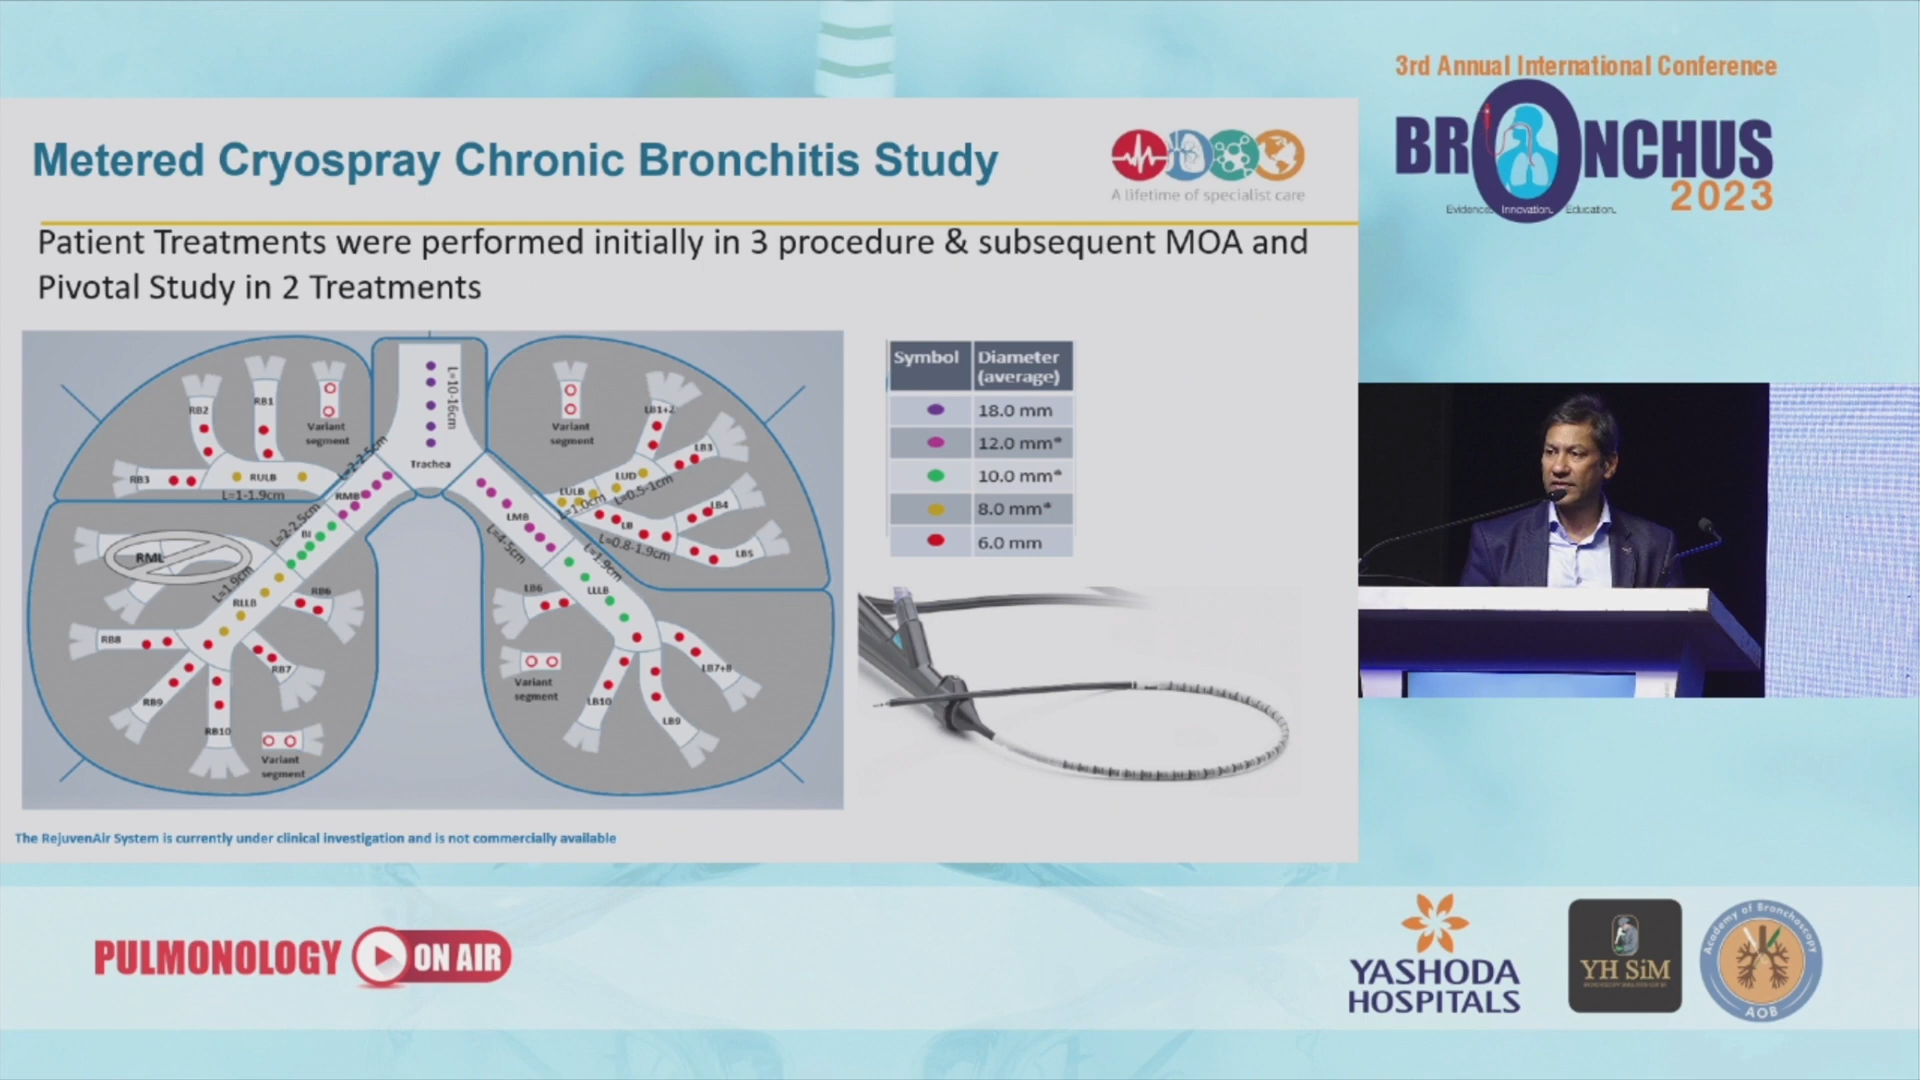 3rd Annual International Conference
BRONCHUS
2023
Evidence. Innovation. Education.
Metered Cryospray Chronic Bronchitis Study
A lifetime of specialist care
Patient Treatments were performed initially in 3 procedure & subsequent MOA and
Pivotal Study in 2 Treatments
RB2
RB1
Variant
segment
RB3
RULB
L=1-1.9cm
L=2-2.5cm
RMB
L=10-16cm
Trachea
Variant
segment
LB1+2
LB3
LUD
LULB
L=1.0cm
L=0.5-1cm
LB4
LB
L=0.8-1.9cm
LB5
LMB
L=4-5cm
L=2-2.5cm
BI
RML
L=1.9cm
RLLB
RB6
RB8
RB7
RB9
RB10
Variant
segment
L=1.9cm
LLLB
LB6
Variant
segment
LB7+8
LB10
LB9
Symbol Diameter
(average)
18.0 mm
12.0 mm*
10.0 mm*
8.0 mm*
6.0 mm
The RejuvenAir System is currently under clinical investigation and is not commercially available
PULMONOLOGY ON AIR
YASHODA
HOSPITALS
YH SiM
Academy of Bronchoscopy
AOB